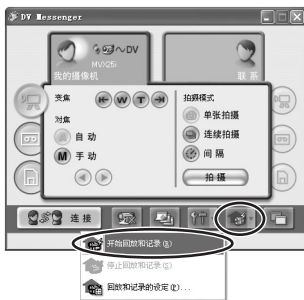 DV Messenger
DV
MVX25i
我的摄像机
联系
变焦
W T
拍摄模式
对焦
单张拍摄
自动
连续拍摄
M 手动
间隔
拍摄
连接
开始回放和记录(R)
停止回放和记录(E)
回放和记录的设定(P)...